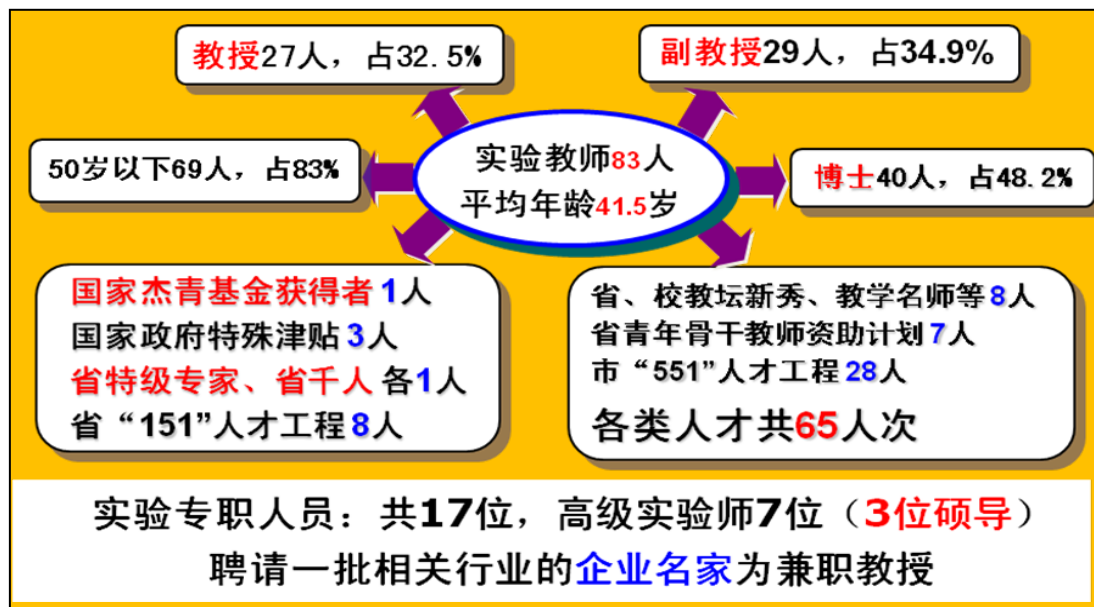 教授27人，占32.5%
副教授29人，占34.9%
实验教师83人
平均年龄41.5岁
50岁以下69人，占83%
博士40人，占48.2%
国家杰青基金获得者1人
国家政府特殊津贴3人
省特级专家、省千人 各1人
省“151”人才工程8人
省、校教坛新秀、教学名师等8人
省青年骨干教师资助计划7人
市“551”人才工程28人
各类人才共65人次
实验专职人员：共17位，高级实验师7位（3位硕导）
聘请一批相关行业的企业名家为兼职教授